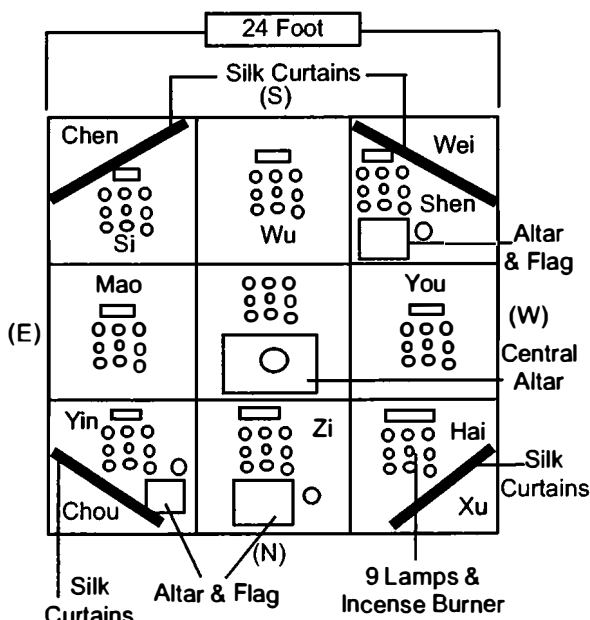 24 Foot
Silk Curtains
(S)
Chen
Wei
Shen
Si
Wu
Altar
& Flag
Mao
You
(E)
(W)
Central
Altar
Yin
Zi
Hai
Silk
Curtains
Chou
Xu
(N)
Silk
Curtains
Altar & Flag
9 Lamps &
Incense Burner